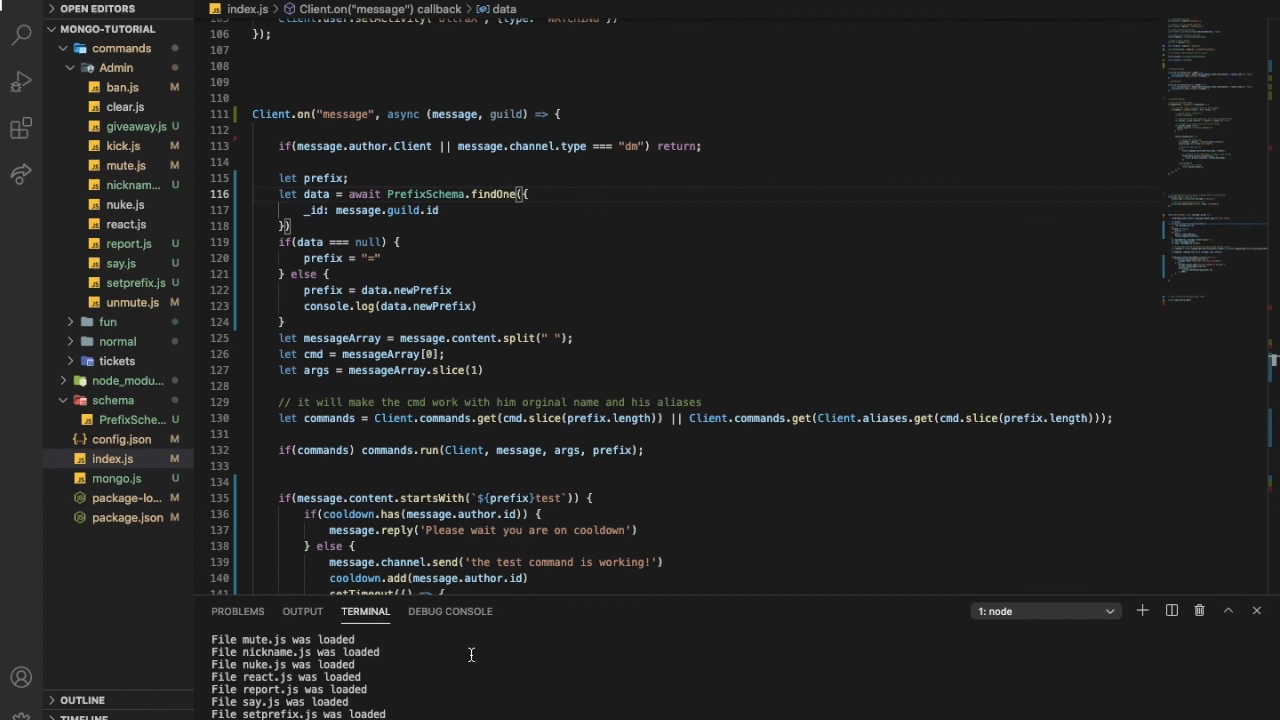 OPEN EDITORS
index.js > Client.on("message") callback > data
MONGO-TUTORIAL
commands
Admin
ban.js M
clear.js
giveaway.js U
kick.js M
mute.js M
nicknam... U
nuke.js M
react.js M
report.js U
say.js U
setprefix.js U
unmute.js M
fun
normal
tickets
node_modu...
schema
PrefixSche... U
config.json M
index.js M
mongo.js U
package-lo... M
package.json M
OUTLINE
TIMELINE
106 });
107
108
109
110
111 Client.on("message", async (message, guild) => {
112
113 if(message.author.Client || message.channel.type === "dm") return;
114
115 let prefix;
116 let data = await PrefixSchema.findOne({
117 _id: message.guild.id
118 })
119 if(data === null) {
120 prefix = "="
121 } else {
122 prefix = data.newPrefix
123 console.log(data.newPrefix)
124 }
125 let messageArray = message.content.split(" ");
126 let cmd = messageArray[0];
127 let args = messageArray.slice(1)
128
129 // it will make the cmd work with him orginal name and his aliases
130 let commands = Client.commands.get(cmd.slice(prefix.length)) || Client.commands.get(Client.aliases.get(cmd.slice(prefix.length)));
131
132 if(commands) commands.run(Client, message, args, prefix);
133
134
135 if(message.content.startsWith(`${prefix}test`)) {
136 if(cooldown.has(message.author.id)) {
137 message.reply('Please wait you are on cooldown')
138 } else {
139 message.channel.send('the test command is working!')
140 cooldown.add(message.author.id)
141 setTimeout(() => {
PROBLEMS OUTPUT TERMINAL DEBUG CONSOLE 1: node
File mute.js was loaded
File nickname.js was loaded
File nuke.js was loaded
File react.js was loaded
File report.js was loaded
File say.js was loaded
File setprefix.js was loaded